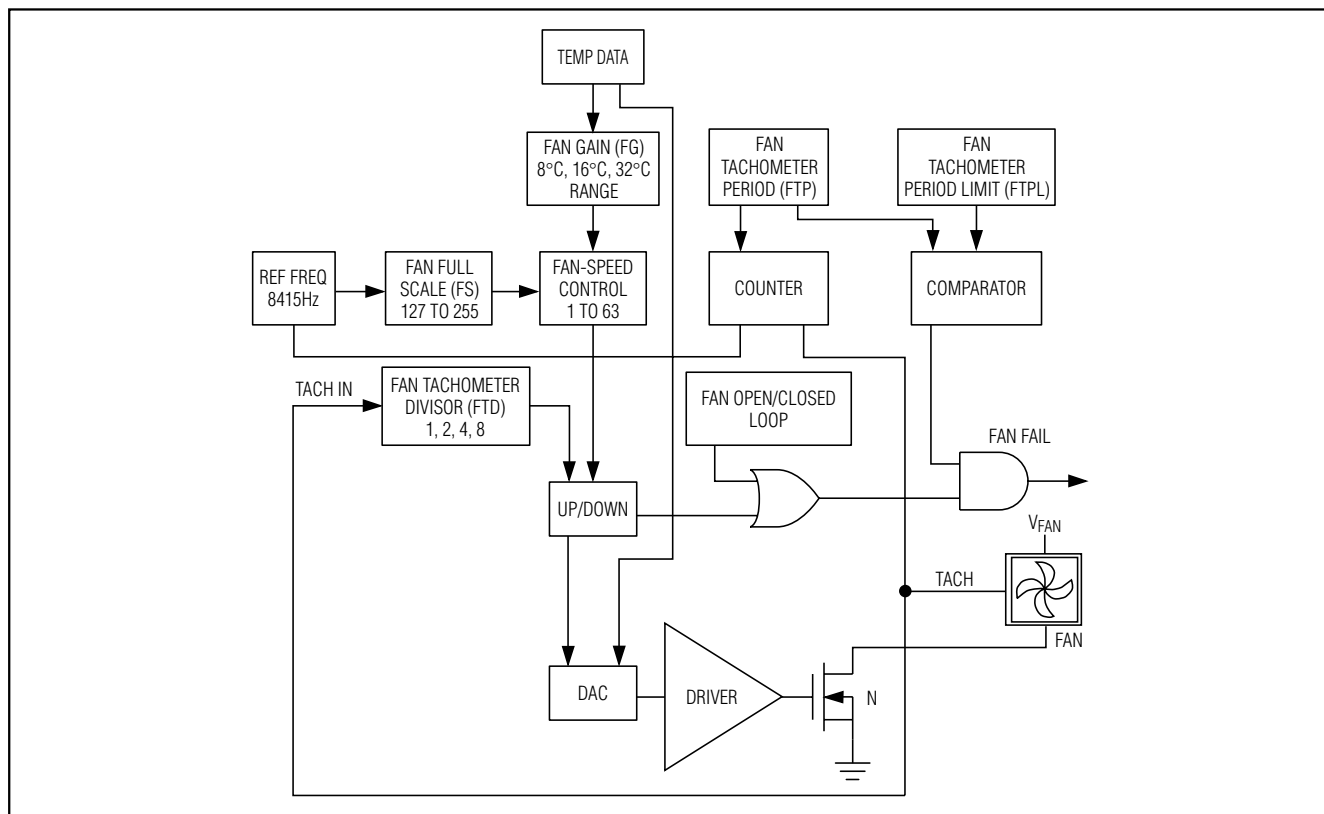 TEMP DATA
FAN GAIN (FG)
8°C, 16°C, 32°C
RANGE
FAN
TACHOMETER
PERIOD (FTP)
FAN
TACHOMETER
PERIOD LIMIT (FTPL)
REF FREQ
8415Hz
FAN FULL
SCALE (FS)
127 TO 255
FAN-SPEED
CONTROL
1 TO 63
COUNTER
COMPARATOR
TACH IN
FAN TACHOMETER
DIVISOR (FTD)
1, 2, 4, 8
FAN OPEN/CLOSED
LOOP
FAN FAIL
UP/DOWN
VFAN
TACH
FAN
DAC
DRIVER
N